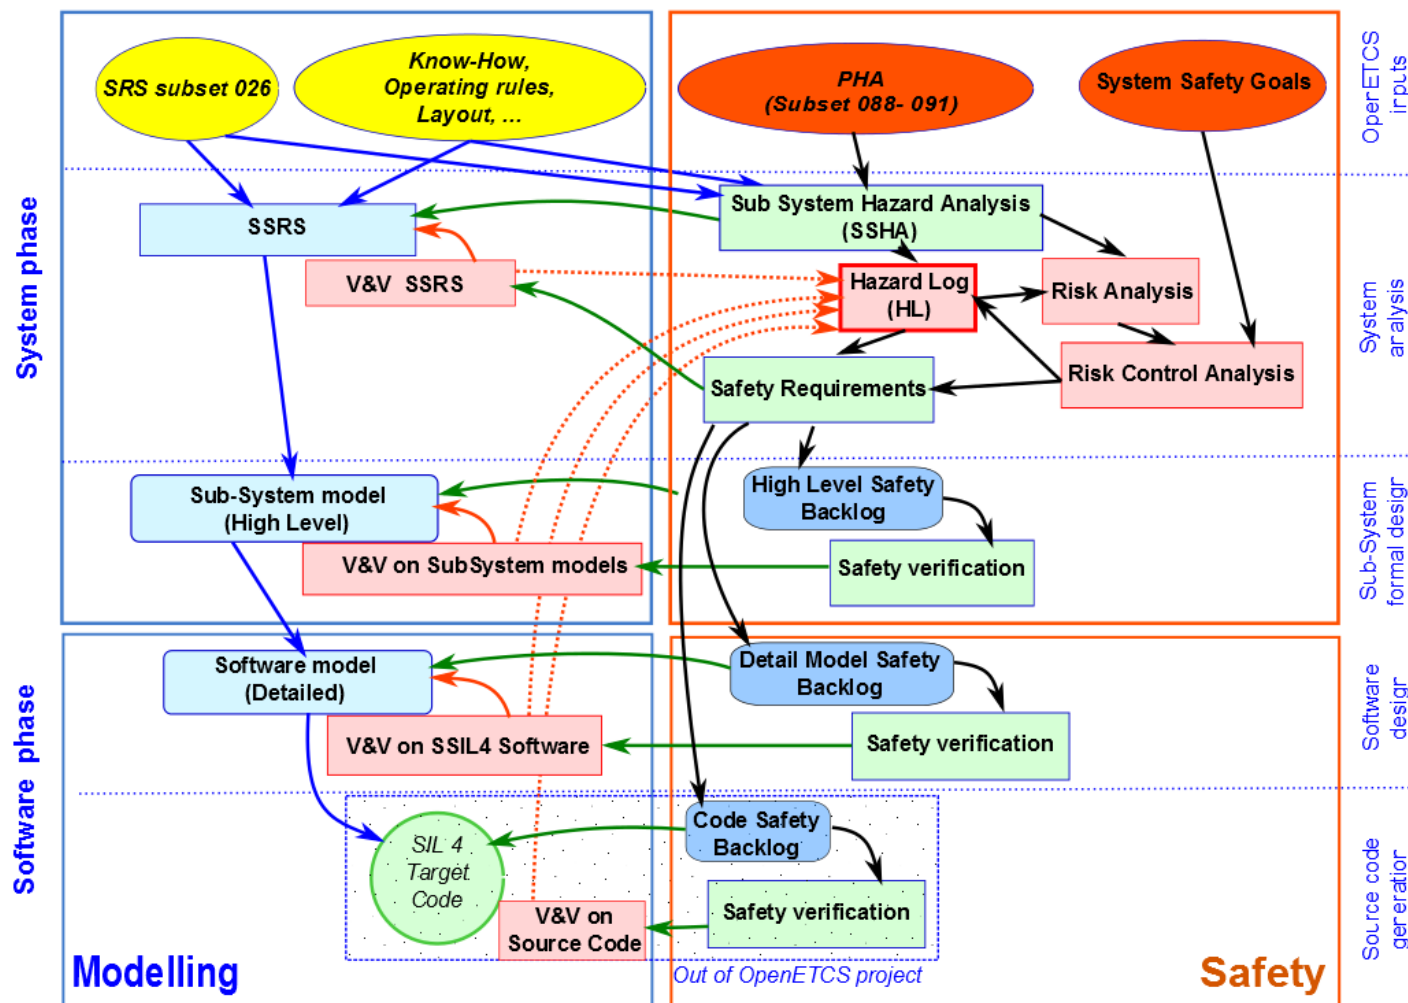 SRS subset 026
Know-How,
Operating rules,
Layout, ...
PHA
(Subset 088- 091)
System Safety Goals
OperETCS
inputs
System phase
SSRS
V&V SSRS
Sub System Hazard Analysis
(SSHA)
Hazard Log
(HL)
Risk Analysis
Risk Control Analysis
Safety Requirements
System
analysis
Sub-System model
(High Level)
V&V on SubSystem models
High Level Safety
Backlog
Safety verification
Sub-System
formal design
Software phase
Software model
(Detailed)
V&V on SSIL4 Software
Detail Model Safety
Backlog
Safety verification
Software
design
SIL 4
Target
Code
V&V on
Source Code
Code Safety
Backlog
Safety verification
Source code
generation
Modelling
Out of OpenETCS project
Safety